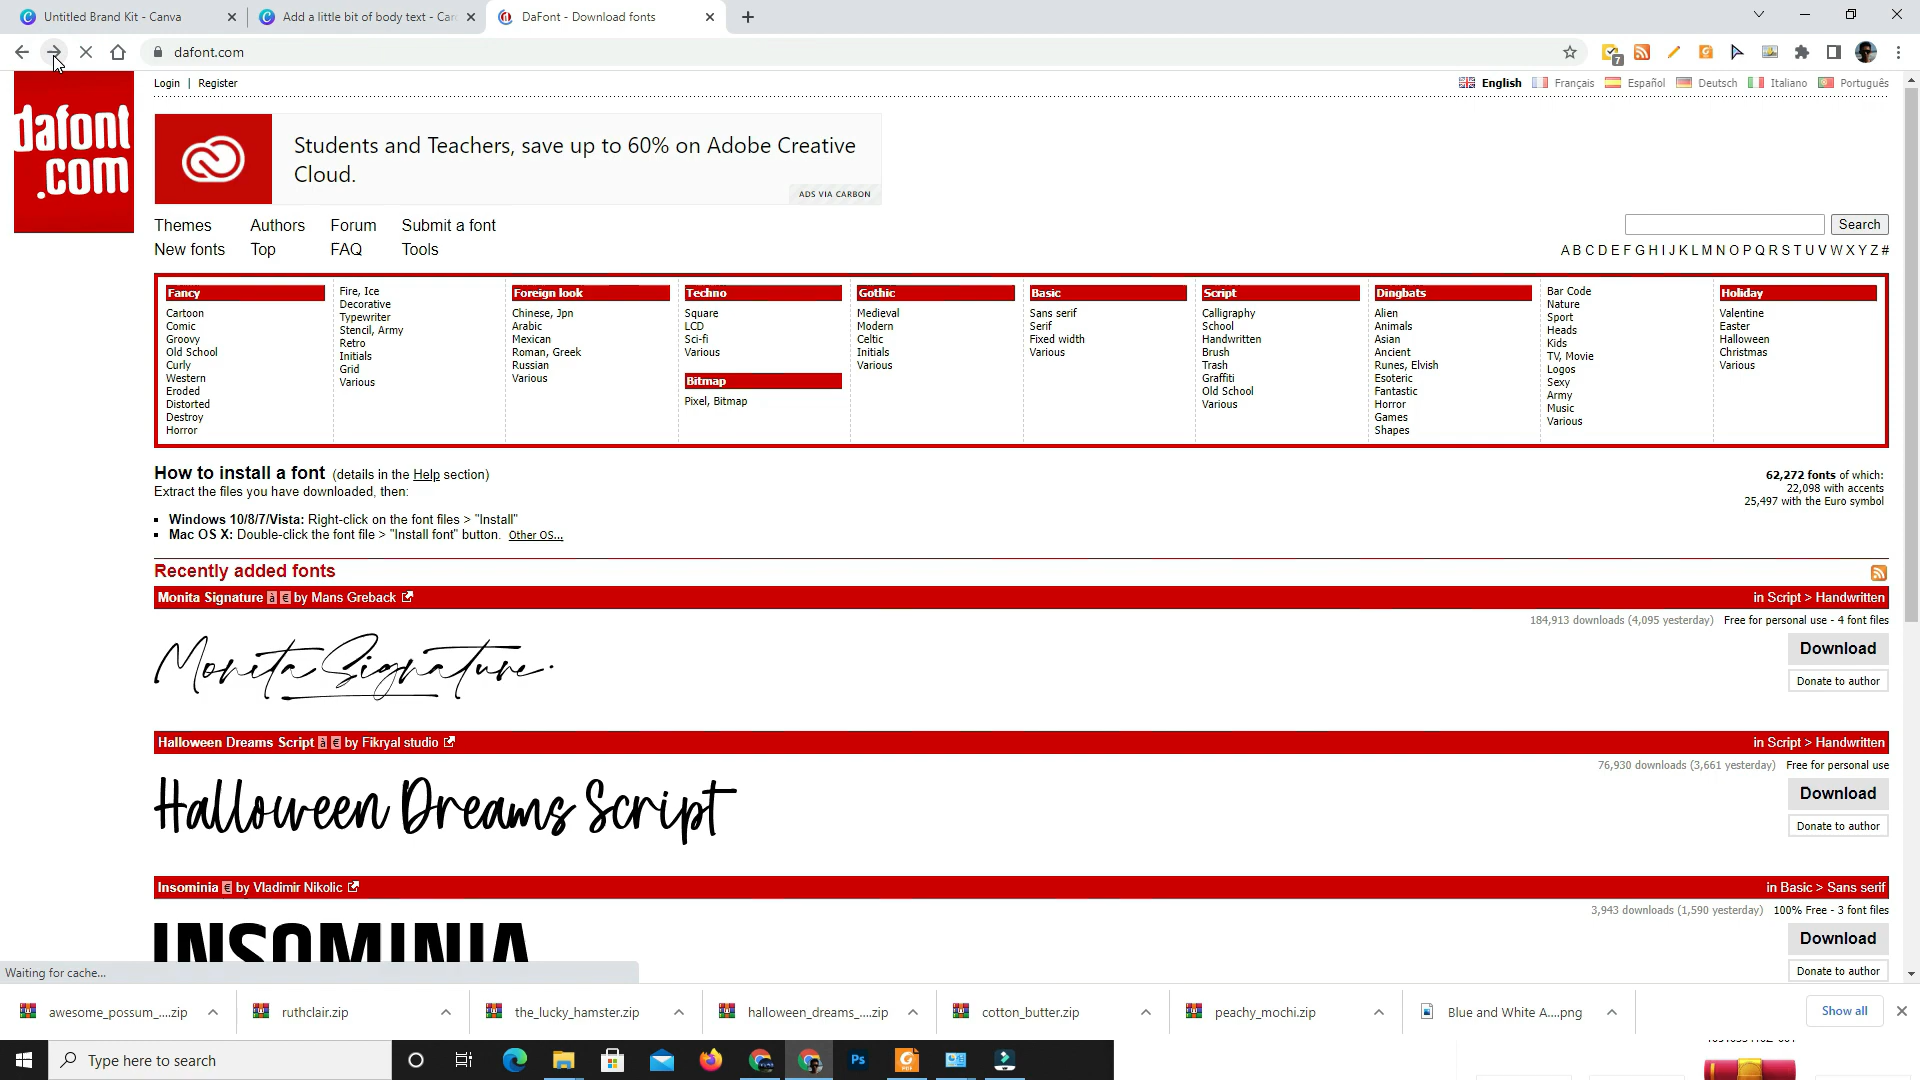 Untitled Brand Kit - Canva
Add a little bit of body text - Car
DaFont - Download fonts
dafont.com
7
dafont
.com
Login | Register
English
Français
Español
Deutsch
Italiano
Português
Students and Teachers, save up to 60% on Adobe Creative
Cloud.
ADS VIA CARBON
Themes Authors Forum Submit a font
New fonts Top FAQ Tools
Search
A B C D E F G H I J K L M N O P Q R S T U V W X Y Z #
Fancy
Cartoon
Comic
Groovy
Old School
Curly
Western
Eroded
Distorted
Destroy
Horror
Fire, Ice
Decorative
Typewriter
Stencil, Army
Retro
Initials
Grid
Various
Foreign look
Chinese, Jpn
Arabic
Mexican
Roman, Greek
Russian
Various
Techno
Square
LCD
Sci-fi
Various
Bitmap
Pixel, Bitmap
Gothic
Medieval
Modern
Celtic
Initials
Various
Basic
Sans serif
Serif
Fixed width
Various
Script
Calligraphy
School
Handwritten
Brush
Trash
Graffiti
Old School
Various
Dingbats
Alien
Animals
Asian
Ancient
Runes, Elvish
Esoteric
Fantastic
Horror
Games
Shapes
Bar Code
Nature
Sport
Heads
Kids
TV, Movie
Logos
Sexy
Army
Music
Various
Holiday
Valentine
Easter
Halloween
Christmas
Various
How to install a font (details in the Help section)
Extract the files you have downloaded, then:
Windows 10/8/7/Vista: Right-click on the font files > "Install"
Mac OS X: Double-click the font file > "Install font" button. Other OS...
62,272 fonts of which:
22,098 with accents
25,497 with the Euro symbol
Recently added fonts
Monita Signature à € by Mans Greback
in Script > Handwritten
184,913 downloads (4,095 yesterday) Free for personal use - 4 font files
Monita Signature.
Download
Donate to author
Halloween Dreams Script à € by Fikryal studio
in Script > Handwritten
76,930 downloads (3,661 yesterday) Free for personal use
Halloween Dreams Script
Download
Donate to author
Insominia € by Vladimir Nikolic
in Basic > Sans serif
3,943 downloads (1,590 yesterday) 100% Free - 3 font files
INSOMINIA
Download
Donate to author
Waiting for cache...
awesome_possum_....zip
ruthclair.zip
the_lucky_hamster.zip
halloween_dreams_....zip
cotton_butter.zip
peachy_mochi.zip
Blue and White A....png
Show all
Type here to search
Ps